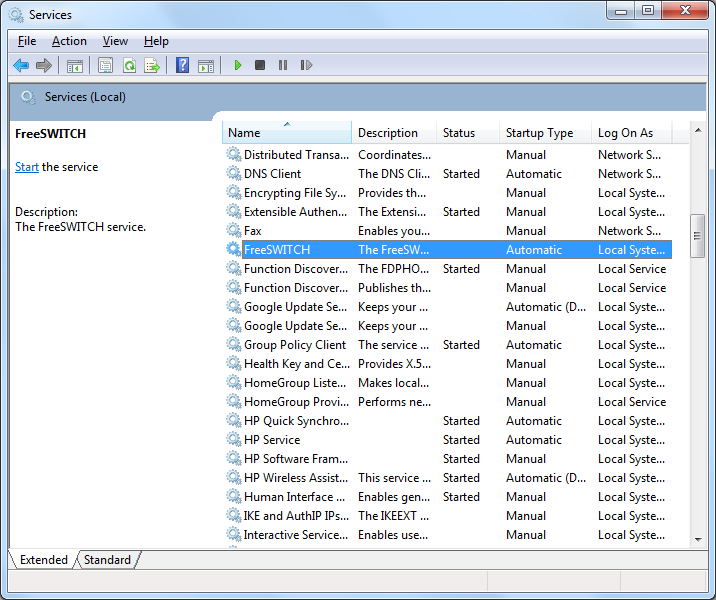 Services
File Action View Help
Services (Local)
FreeSWITCH
Start the service
Description:
The FreeSWITCH service.
Name Description Status Startup Type Log On As
Distributed Transa... Coordinates... Manual Network S...
DNS Client The DNS Cli... Started Automatic Network S...
Encrypting File Sy... Provides th... Manual Local Syste...
Extensible Authen... The Extensi... Started Manual Local Syste...
Fax Enables you... Manual Network S...
FreeSWITCH The FreeSW... Automatic Local Syste...
Function Discover... The FDPHO... Started Manual Local Service
Function Discover... Publishes th... Manual Local Service
Google Update Se... Keeps your ... Automatic (D... Local Syste...
Google Update Se... Keeps your ... Manual Local Syste...
Group Policy Client The service ... Started Automatic Local Syste...
Health Key and Ce... Provides X.5... Manual Local Syste...
HomeGroup Liste... Makes local... Manual Local Syste...
HomeGroup Provi... Performs ne... Manual Local Service
HP Quick Synchro... Started Automatic Local Syste...
HP Service Started Automatic Local Syste...
HP Software Fram... Started Manual Local Syste...
HP Wireless Assist... This service ... Started Automatic (D... Local Syste...
Human Interface ... Enables gen... Started Manual Local Syste...
IKE and AuthIP IPs... The IKEEXT ... Manual Local Syste...
Interactive Service... Enables use... Manual Local Syste...
Extended Standard